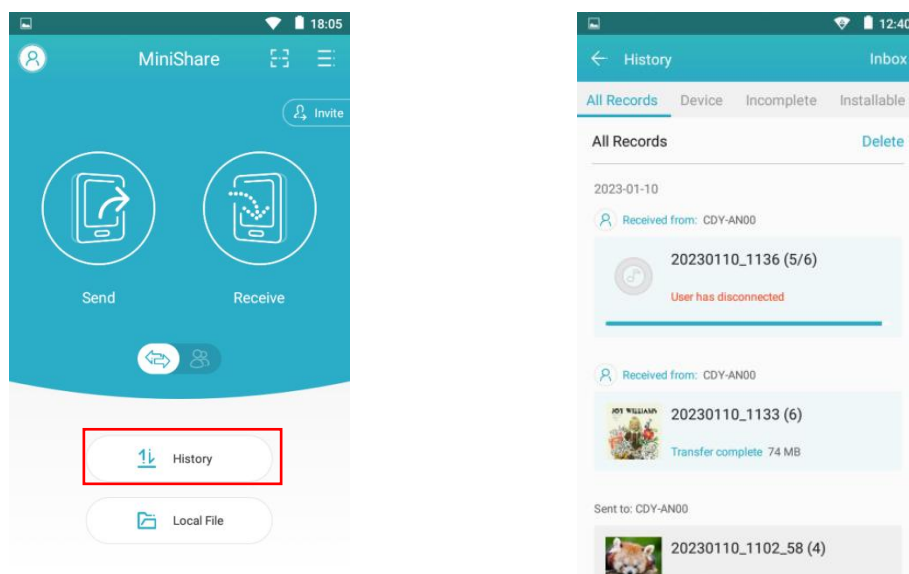 18:05
MiniShare
Invite
Send
Receive
History
Local File
12:40
History
Inbox
All Records
Device
Incomplete
Installable
All Records
Delete
2023-01-10
Received from: CDY-AN00
20230110_1136 (5/6)
User has disconnected
Received from: CDY-AN00
JOY WILLIAMS
20230110_1133 (6)
Transfer complete 74 MB
Sent to: CDY-AN00
20230110_1102_58 (4)